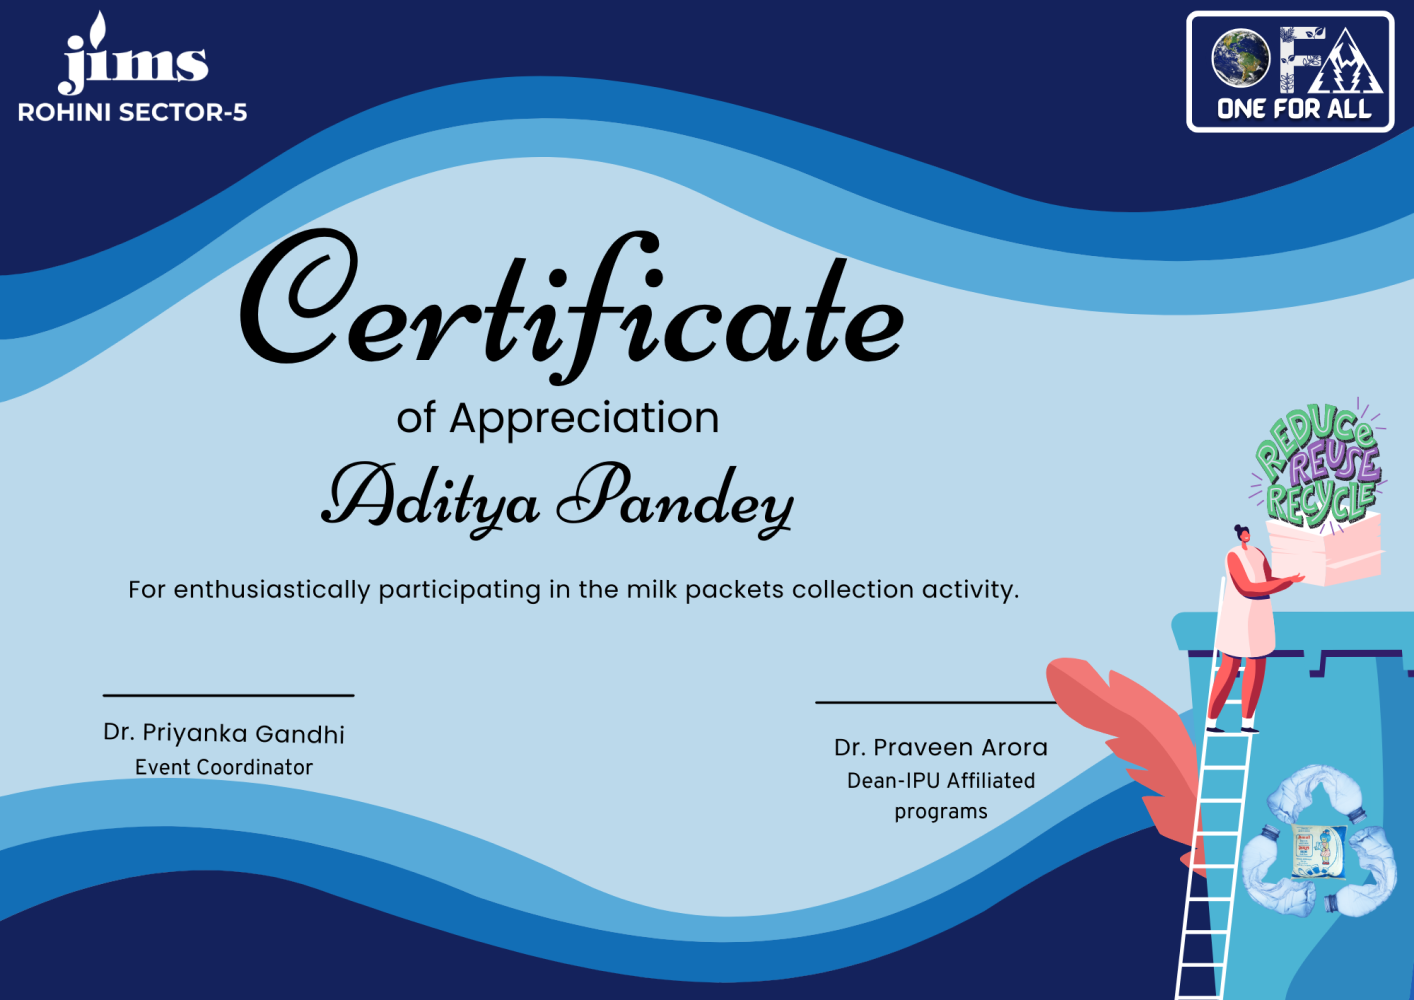 jims
ROHINI SECTOR-5
OFA
ONE FOR ALL
Certificate
of Appreciation
Aditya Pandey
For enthusiastically participating in the milk packets collection activity.
REDUCE
REUSE
RECYCLE
Dr. Priyanka Gandhi
Event Coordinator
Dr. Praveen Arora
Dean-IPU Affiliated
programs